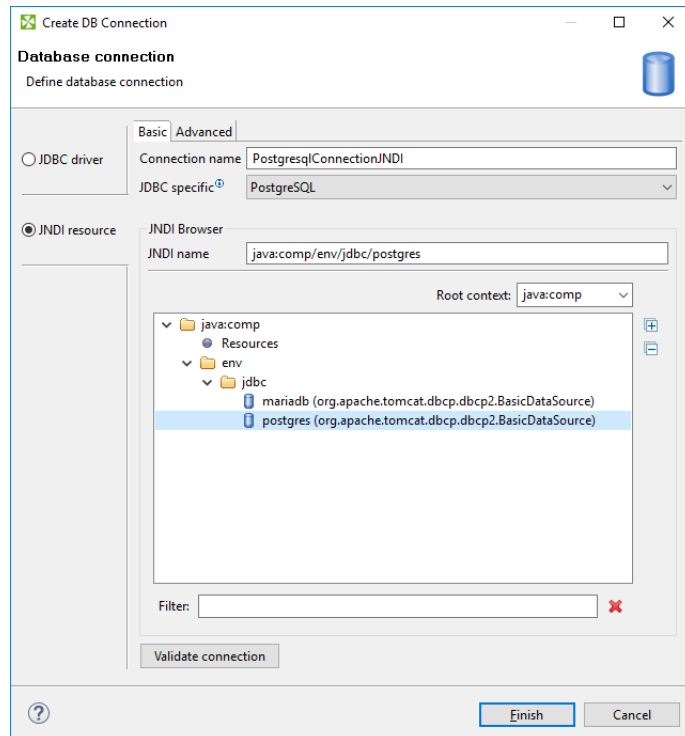 Create DB Connection
Database connection
Define database connection
Basic Advanced
JDBC driver
Connection name PostgresqlConnectionJNDI
JDBC specific PostgreSQL
JNDI resource
JNDI Browser
JNDI name java:comp/env/jdbc/postgres
Root context: java:comp
java:comp
Resources
env
jdbc
mariadb (org.apache.tomcat.dbcp.dbcp2.BasicDataSource)
postgres (org.apache.tomcat.dbcp.dbcp2.BasicDataSource)
Filter:
Validate connection
? Finish Cancel